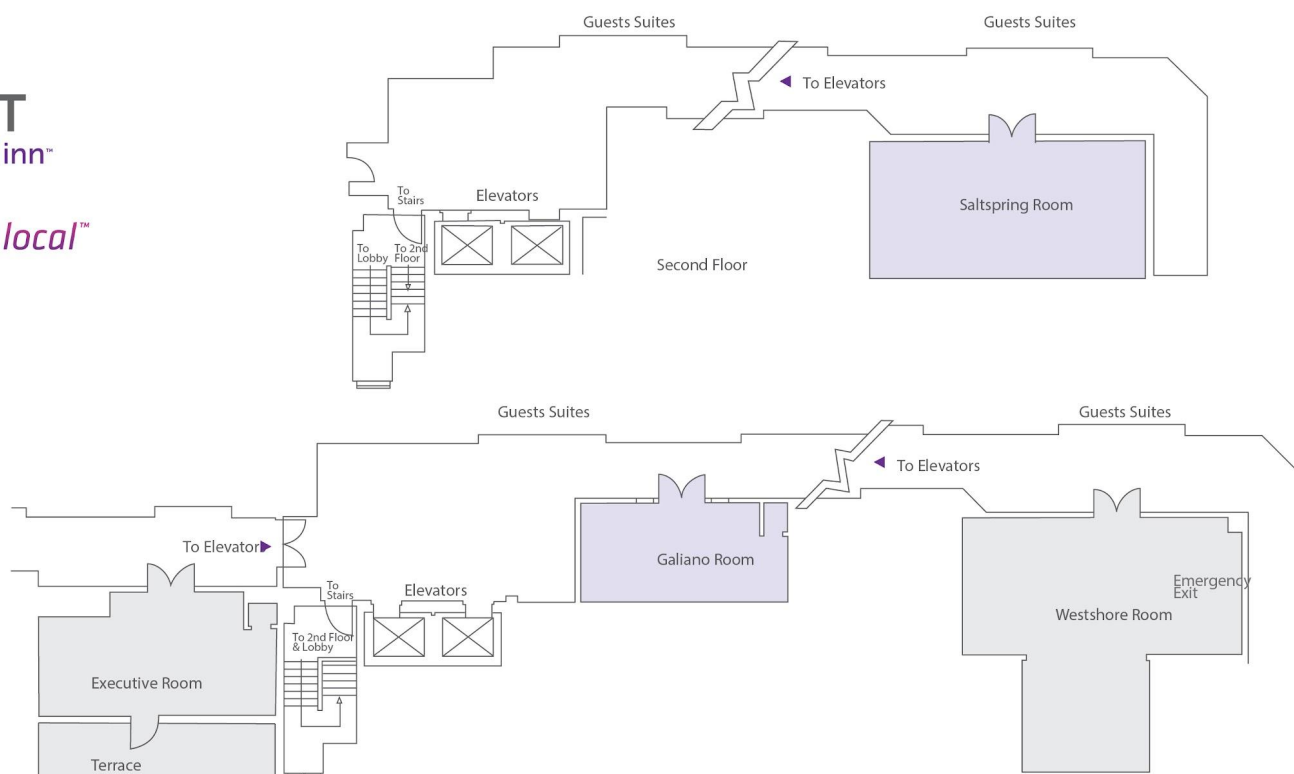 Guests Suites
Guests Suites
To Elevators
T
inn™
local™
To
Stairs
Elevators
Saltspring Room
To
Lobby
To 2nd
Floor
Second Floor
Guests Suites
Guests Suites
To Elevators
To Elevator
Galiano Room
To
Stairs
Elevators
Emergency
Exit
Westshore Room
To 2nd Floor
& Lobby
Executive Room
Terrace